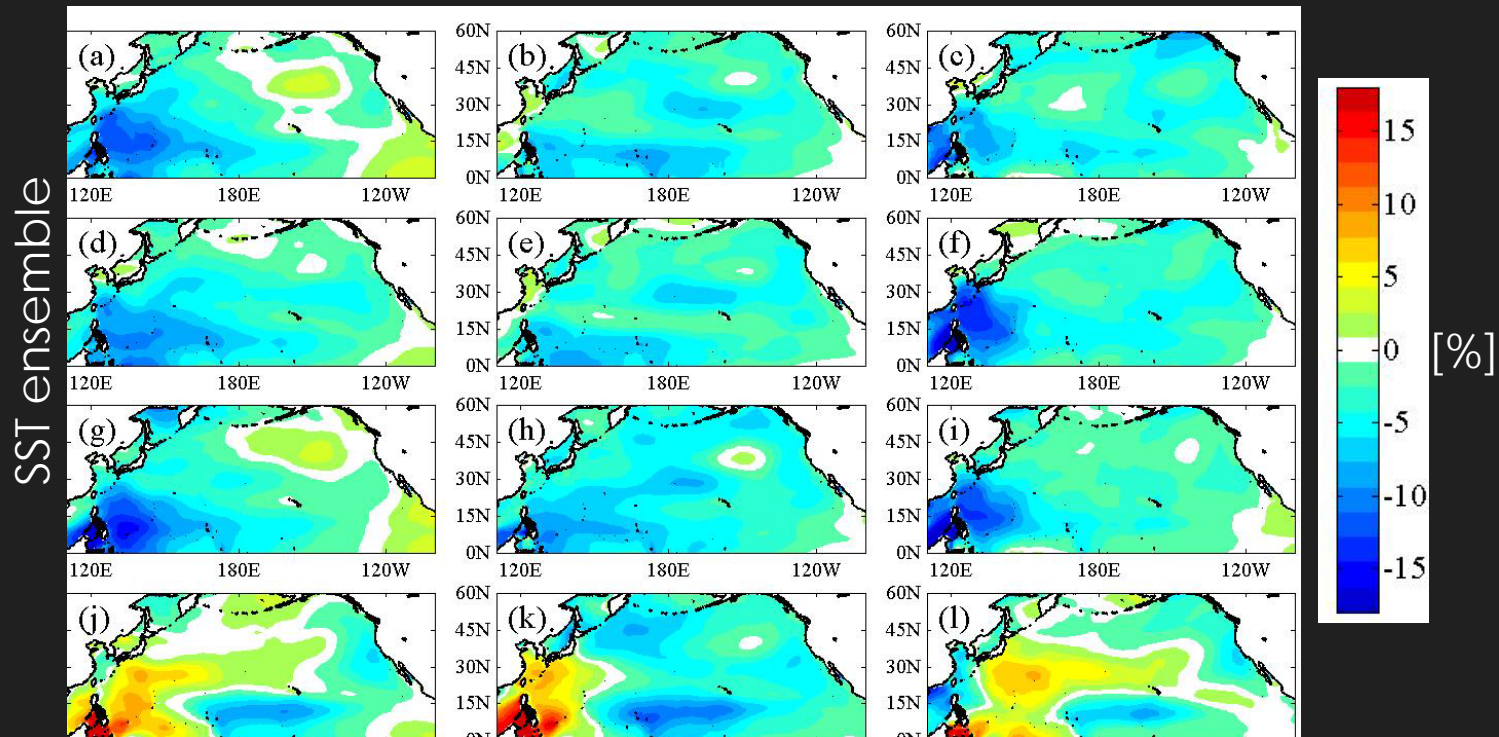 SST ensemble
(a) (b) (c)
60N 60N
45N 45N
30N 30N
15N 15N
0N 0N
120E 180E 120W 120E 180E 120W 120E 180E 120W
(d) (e) (f)
60N 60N
45N 45N
30N 30N
15N 15N
0N 0N
120E 180E 120W 120E 180E 120W 120E 180E 120W
(g) (h) (i)
60N 60N
45N 45N
30N 30N
15N 15N
0N 0N
120E 180E 120W 120E 180E 120W 120E 180E 120W
(j) (k) (l)
60N 60N
45N 45N
30N 30N
15N 15N
15
10
5
0
-5
-10
-15
[%]